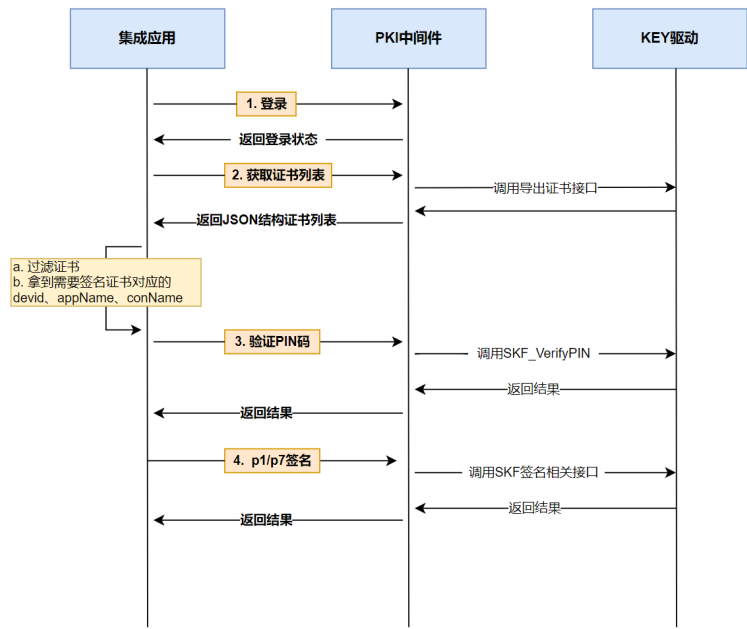 集成应用
PKI中间件
KEY驱动
1. 登录
返回登录状态
2. 获取证书列表
调用导出证书接口
返回JSON结构证书列表
a. 过滤证书
b. 拿到需要签名证书对应的
devid、appName、conName
3. 验证PIN码
调用SKF_VerifyPIN
返回结果
返回结果
4. p1/p7签名
调用SKF签名相关接口
返回结果
返回结果